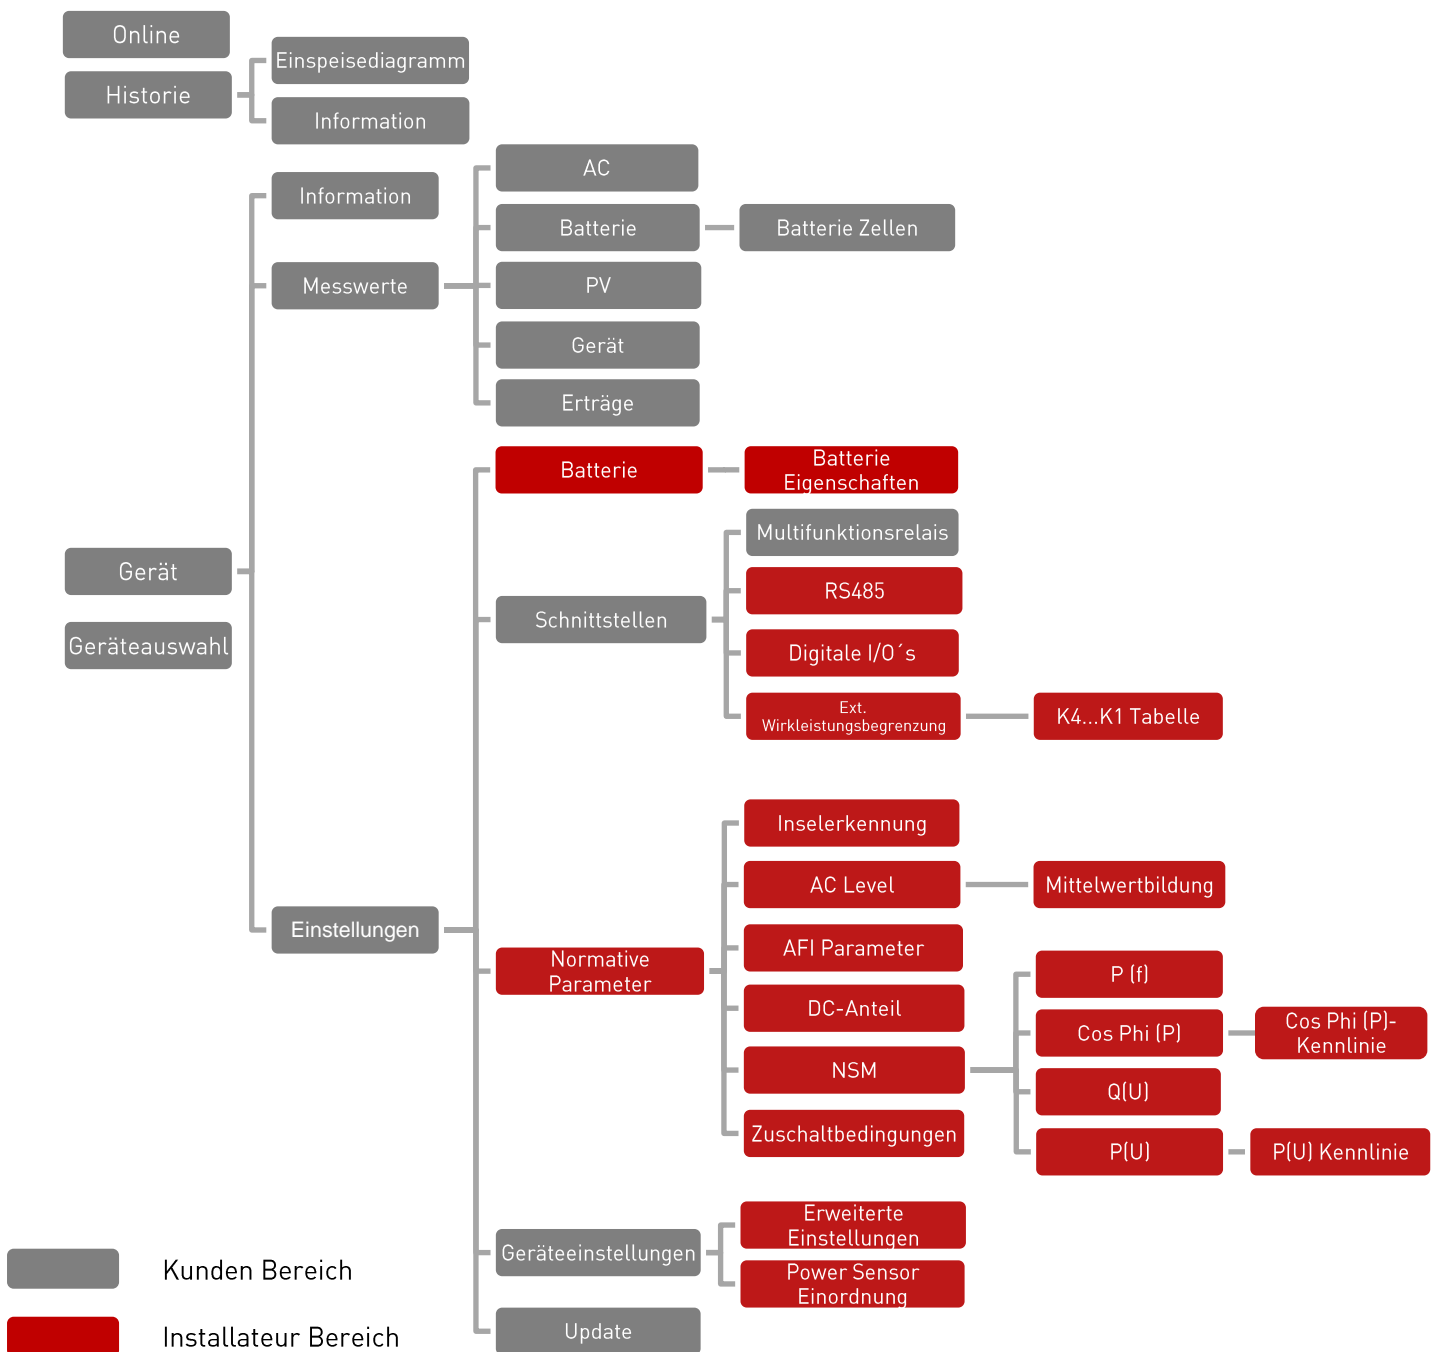 Online
Historie
Einspeisediagramm
Information
Information
Messwerte
AC
Batterie
Batterie Zellen
PV
Gerät
Erträge
Batterie
Batterie
Eigenschaften
Multifunktionsrelais
RS485
Schnittstellen
Digitale I/O´s
Ext.
Wirkleistungsbegrenzung
K4...K1 Tabelle
Gerät
Geräteauswahl
Einstellungen
Normative
Parameter
Inselerkennung
AC Level
Mittelwertbildung
AFI Parameter
DC-Anteil
NSM
Zuschaltbedingungen
P (f)
Cos Phi (P)
Cos Phi (P)-
Kennlinie
Q(U)
P(U)
P(U) Kennlinie
Geräteeinstellungen
Erweiterte
Einstellungen
Power Sensor
Einordnung
Update
Kunden Bereich
Installateur Bereich